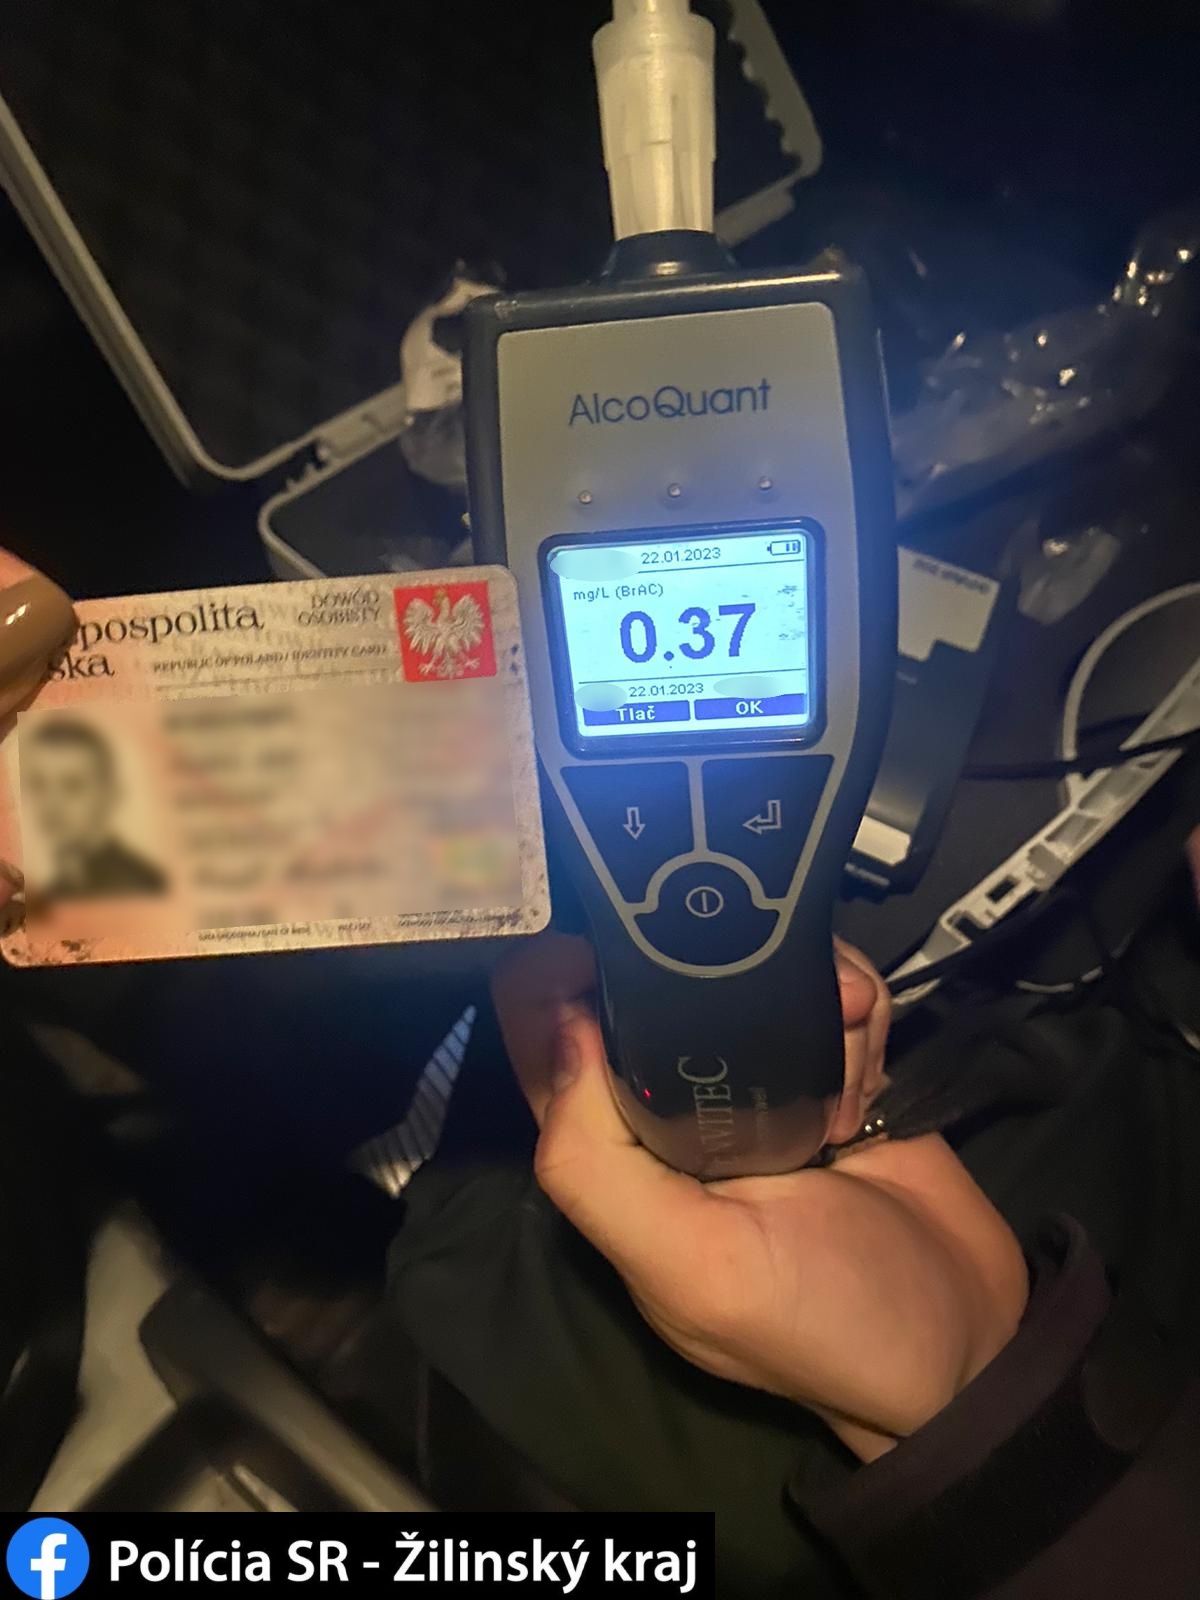 AlcoQuant
22.01.2023
mg/L (BrAC)
0.37
22.01.2023
Tlač OK
pospolita
ska
DOWÓD
OSOBISTY
REPUBLIC OF POLAND / IDENTITY CARD
ENVITEC
Polícia SR - Žilinský kraj